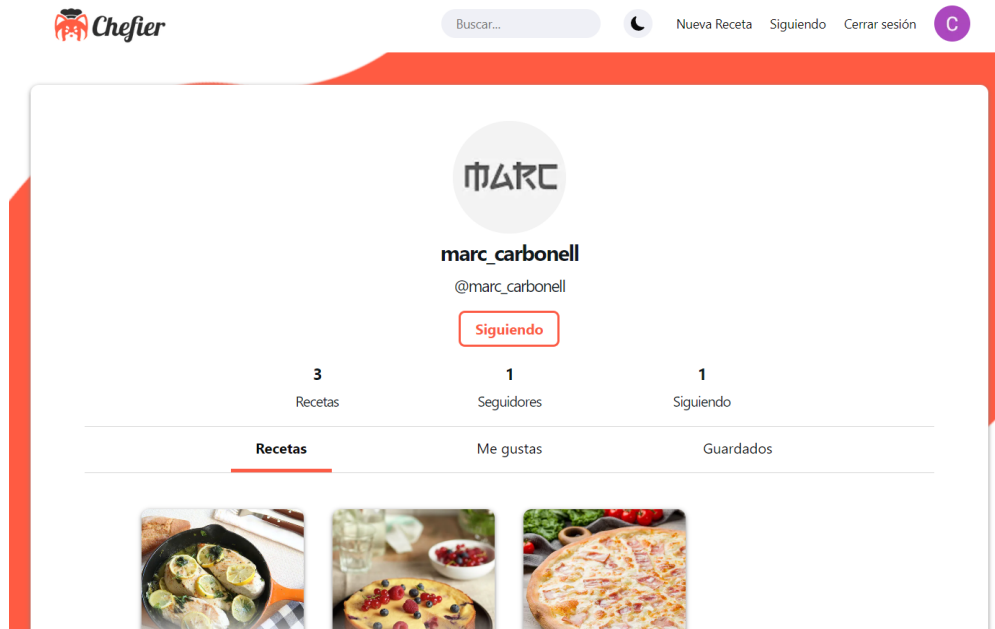 Chefier
Buscar...
Nueva Receta
Siguiendo
Cerrar sesión
C
MARC
marc_carbonell
@marc_carbonell
Siguiendo
3
1
1
Recetas
Seguidores
Siguiendo
Recetas
Me gustas
Guardados